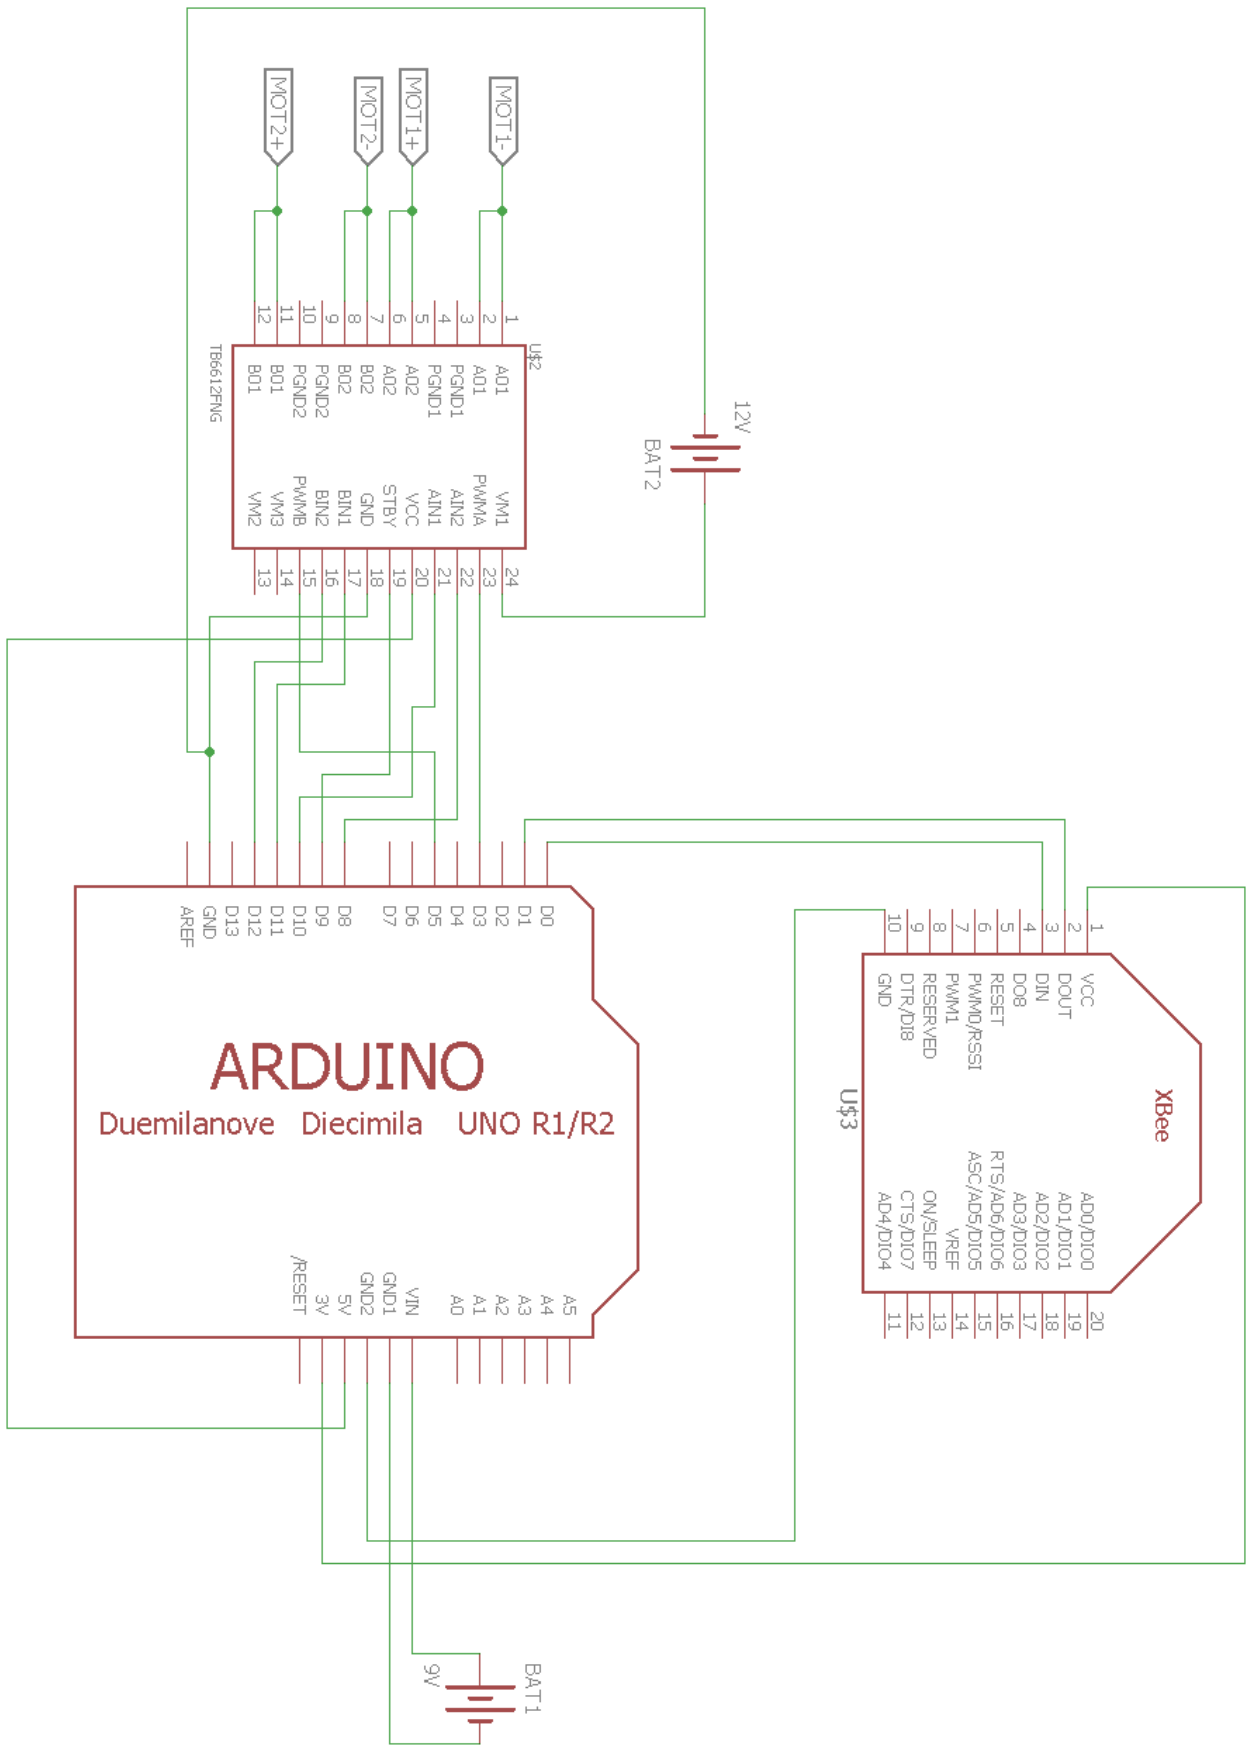 MOT2+
MOT2-
MOT1+
MOT1-
12
11
10
9
8
7
6
5
4
3
2
1
TB6612FNG
U$2
B01
B01
PGND2
PGND2
B02
B02
A02
A02
PGND1
PGND1
A01
A01
VM2
VM3
PWMB
BIN2
BIN1
GND
STBY
VCC
AIN1
AIN2
PWMA
VM1
13
14
15
16
17
18
19
20
21
22
23
24
12V
BAT2
AREF
GND
D13
D12
D11
D10
D9
D8
D7
D6
D5
D4
D3
D2
D1
D0
ARDUINO
Duemilanove Diecimila UNO R1/R2
/RESET
3V
5V
GND2
GND1
VIN
A0
A1
A2
A3
A4
A5
10
9
8
7
6
5
4
3
2
1
GND
DTR/DI8
RESERVED
PWM1
PWM0/RSSI
RESET
DO8
DIN
DOUT
VCC
U$3
XBee
AD4/DIO4
CTS/DIO7
ON/SLEEP
VREF
ASC/AD5/DIO5
RTS/AD6/DIO6
AD3/DIO3
AD2/DIO2
AD1/DIO1
AD0/DIO0
11
12
13
14
15
16
17
18
19
20
9V
BAT1